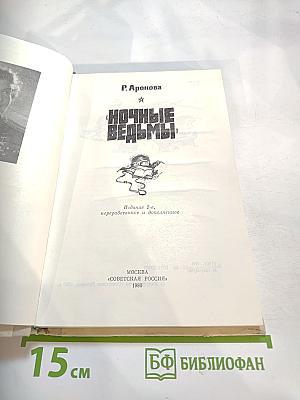 Р. Аронова
НОЧНЫЕ
ВЕДЬМЫ
Издание 2-е,
переработанное и дополненное
МОСКВА
«СОВЕТСКАЯ РОССИЯ»
1980
15 см
БФ БИБЛИОФАН